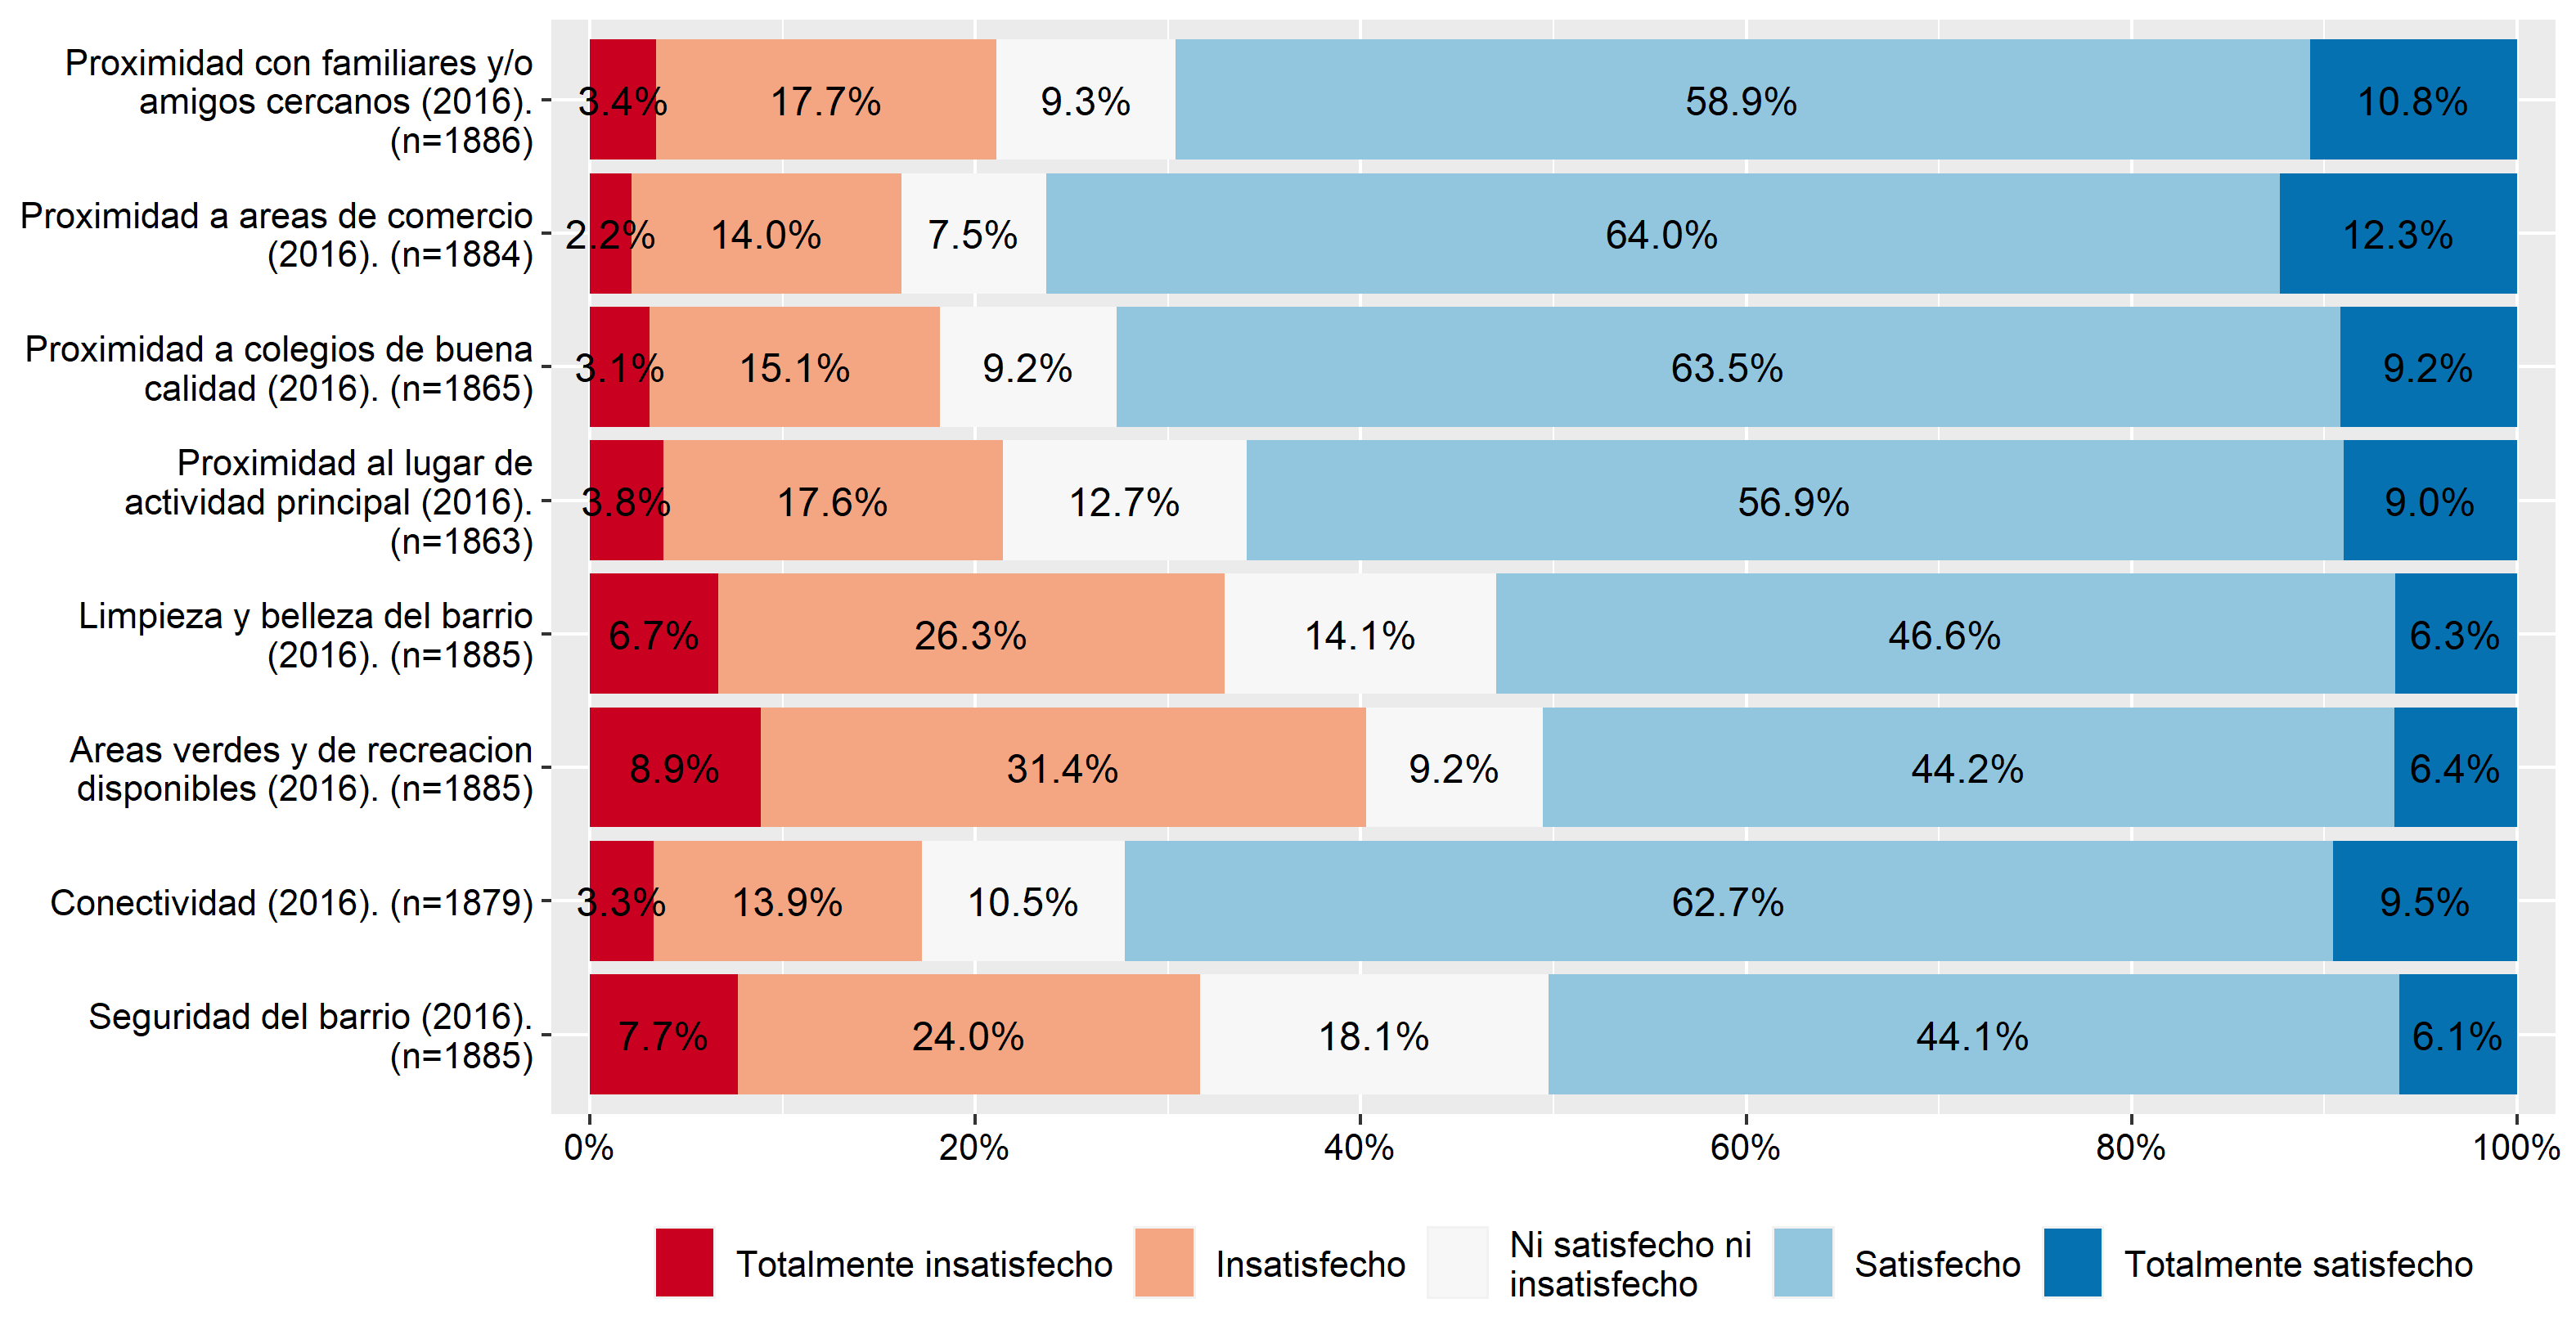 Proximidad con familiares y/o
amigos cercanos (2016).
(n=1886)
3.4%
17.7%
9.3%
58.9%
10.8%
Proximidad a areas de comercio
(2016). (n=1884)
2.2%
14.0%
7.5%
64.0%
12.3%
Proximidad a colegios de buena
calidad (2016). (n=1865)
3.1%
15.1%
9.2%
63.5%
9.2%
Proximidad al lugar de
actividad principal (2016).
(n=1863)
3.8%
17.6%
12.7%
56.9%
9.0%
Limpieza y belleza del barrio
(2016). (n=1885)
6.7%
26.3%
14.1%
46.6%
6.3%
Areas verdes y de recreacion
disponibles (2016). (n=1885)
8.9%
31.4%
9.2%
44.2%
6.4%
Conectividad (2016). (n=1879)
3.3%
13.9%
10.5%
62.7%
9.5%
Seguridad del barrio (2016).
(n=1885)
7.7%
24.0%
18.1%
44.1%
6.1%
0%
20%
40%
60%
80%
100%
Totalmente insatisfecho
Insatisfecho
Ni satisfecho ni
insatisfecho
Satisfecho
Totalmente satisfecho